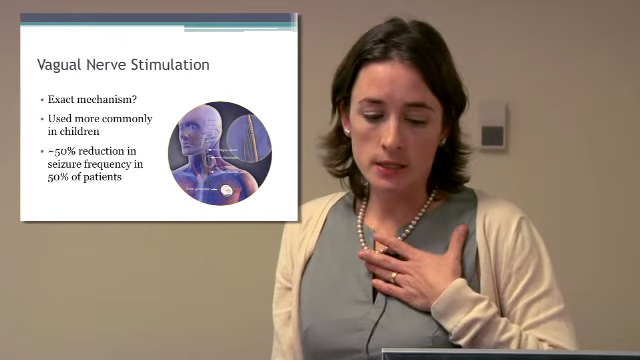 Vagual Nerve Stimulation
• Exact mechanism?
• Used more commonly
in children
• ~50% reduction in
seizure frequency in
50% of patients